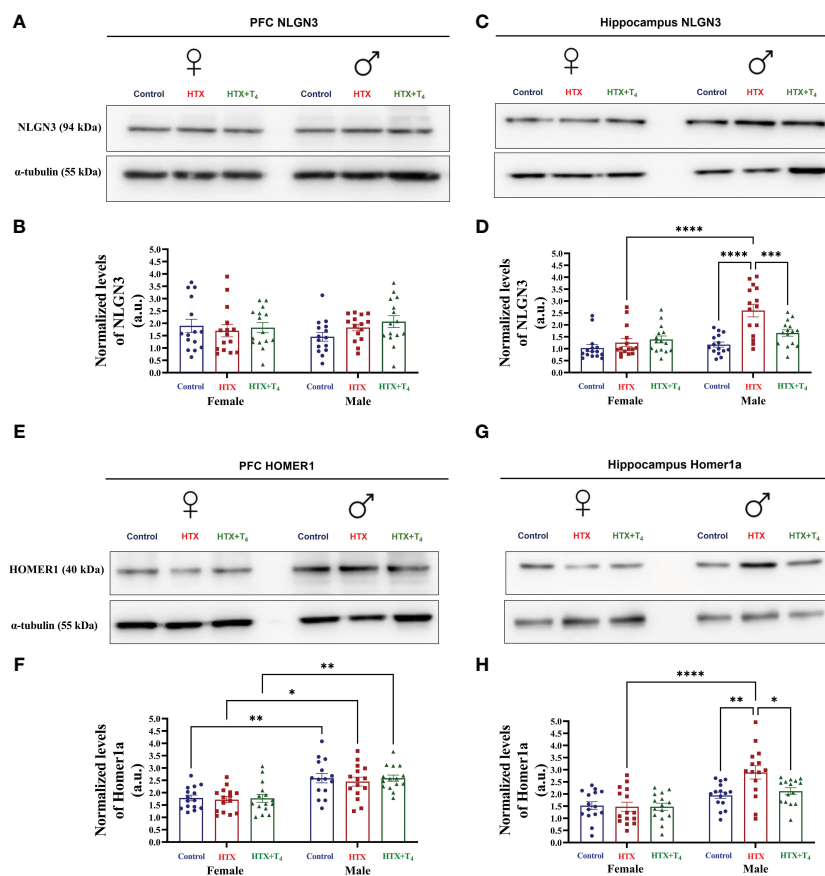 A
PFC NLGN3
♀ ♂
Control HTX HTX+T4 Control HTX HTX+T4
NLGN3 (94 kDa)
α-tubulin (55 kDa)
C
Hippocampus NLGN3
♀ ♂
Control HTX HTX+T4 Control HTX HTX+T4
B
Normalized levels
of NLGN3
(a.u.)
5.0
4.5
4.0
3.5
3.0
2.5
2.0
1.5
1.0
0.5
0.0
Control HTX HTX+T4 Control HTX HTX+T4
Female Male
D
Normalized levels
of NLGN3
(a.u.)
5.0
4.5
4.0
3.5
3.0
2.5
2.0
1.5
1.0
0.5
0.0
****
**** ***
Control HTX HTX+T4 Control HTX HTX+T4
Female Male
E
PFC HOMER1
♀ ♂
Control HTX HTX+T4 Control HTX HTX+T4
HOMER1 (40 kDa)
α-tubulin (55 kDa)
G
Hippocampus Homer1a
♀ ♂
Control HTX HTX+T4 Control HTX HTX+T4
F
Normalized levels
of Homer1a
(a.u.)
5.0
4.5
4.0
3.5
3.0
2.5
2.0
1.5
1.0
0.5
0.0
**
*
**
Control HTX HTX+T4 Control HTX HTX+T4
Female Male
H
Normalized levels
of Homer1a
(a.u.)
5.0
4.5
4.0
3.5
3.0
2.5
2.0
1.5
1.0
0.5
0.0
****
** *
Control HTX HTX+T4 Control HTX HTX+T4
Female Male